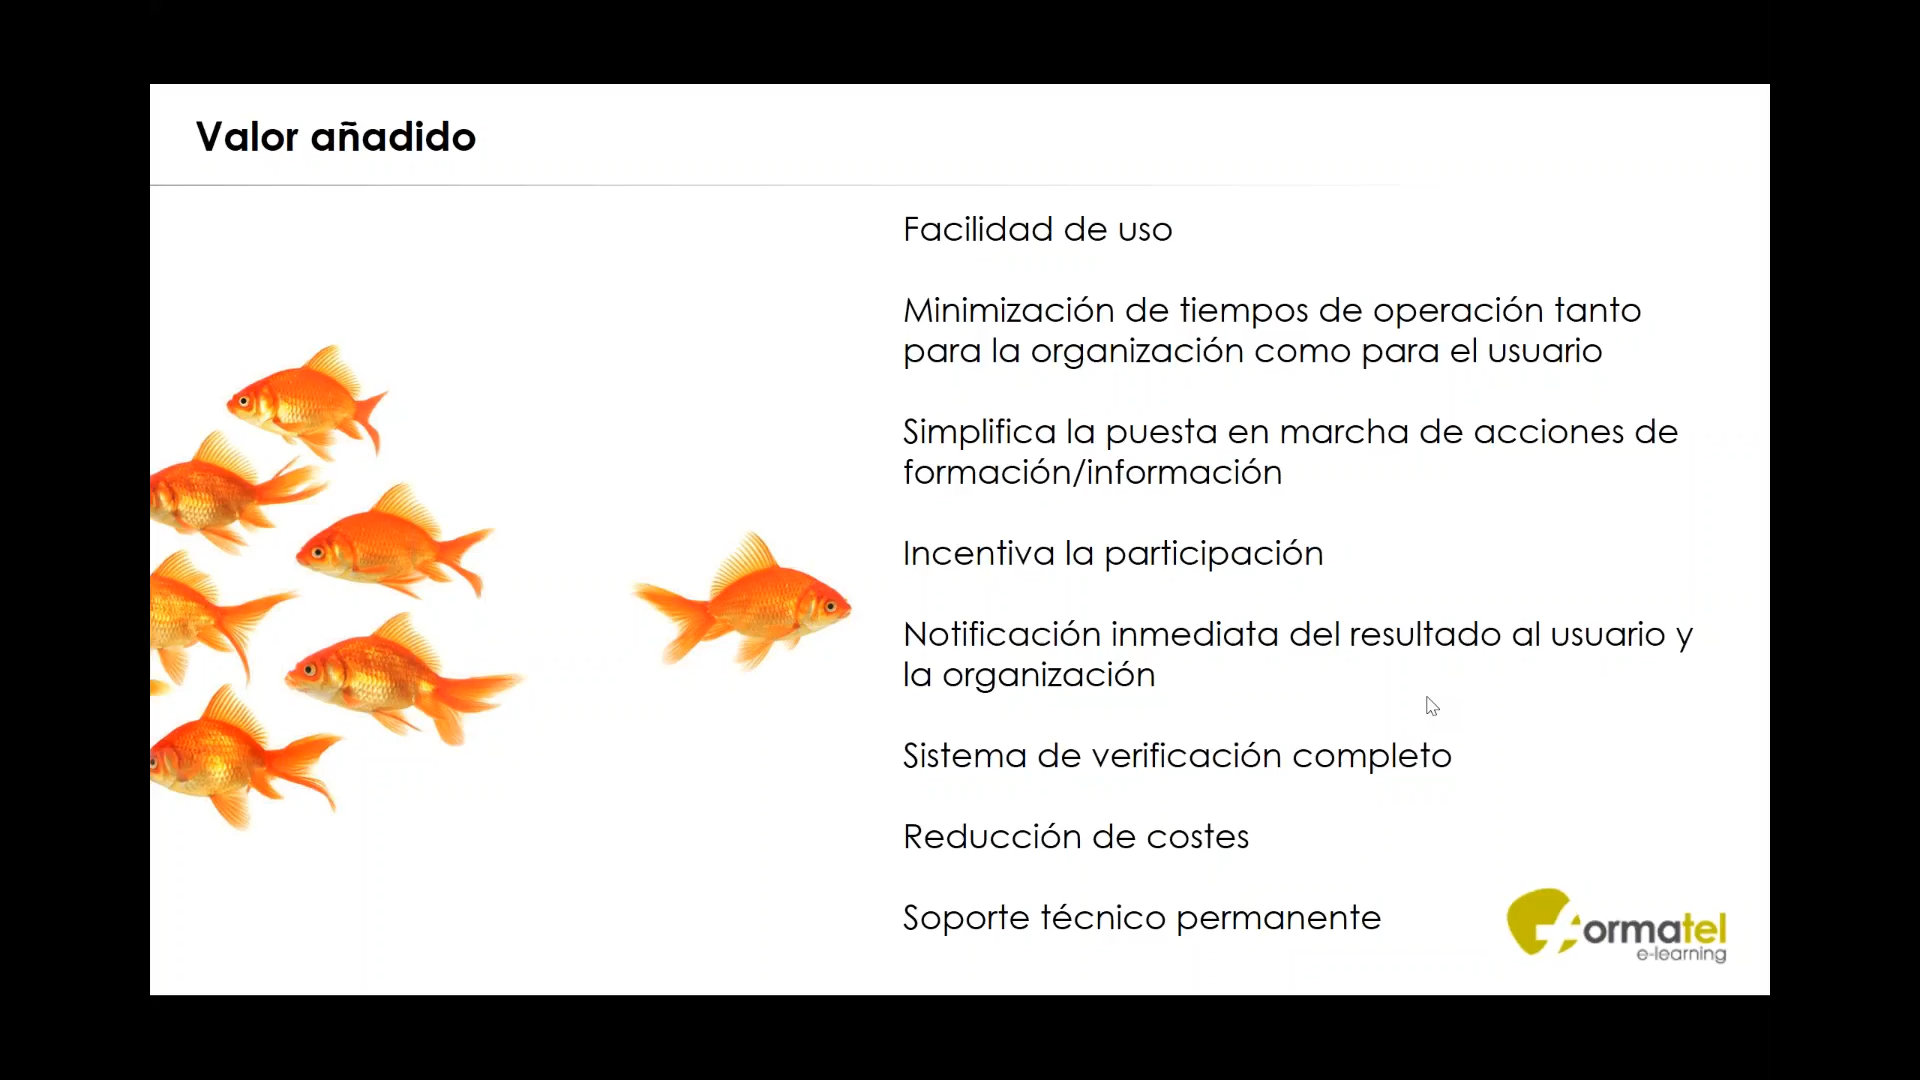 Valor añadido
Facilidad de uso
Minimización de tiempos de operación tanto
para la organización como para el usuario
Simplifica la puesta en marcha de acciones de
formación/información
Incentiva la participación
Notificación inmediata del resultado al usuario y
la organización
Sistema de verificación completo
Reducción de costes
Soporte técnico permanente
formatel
e-learning